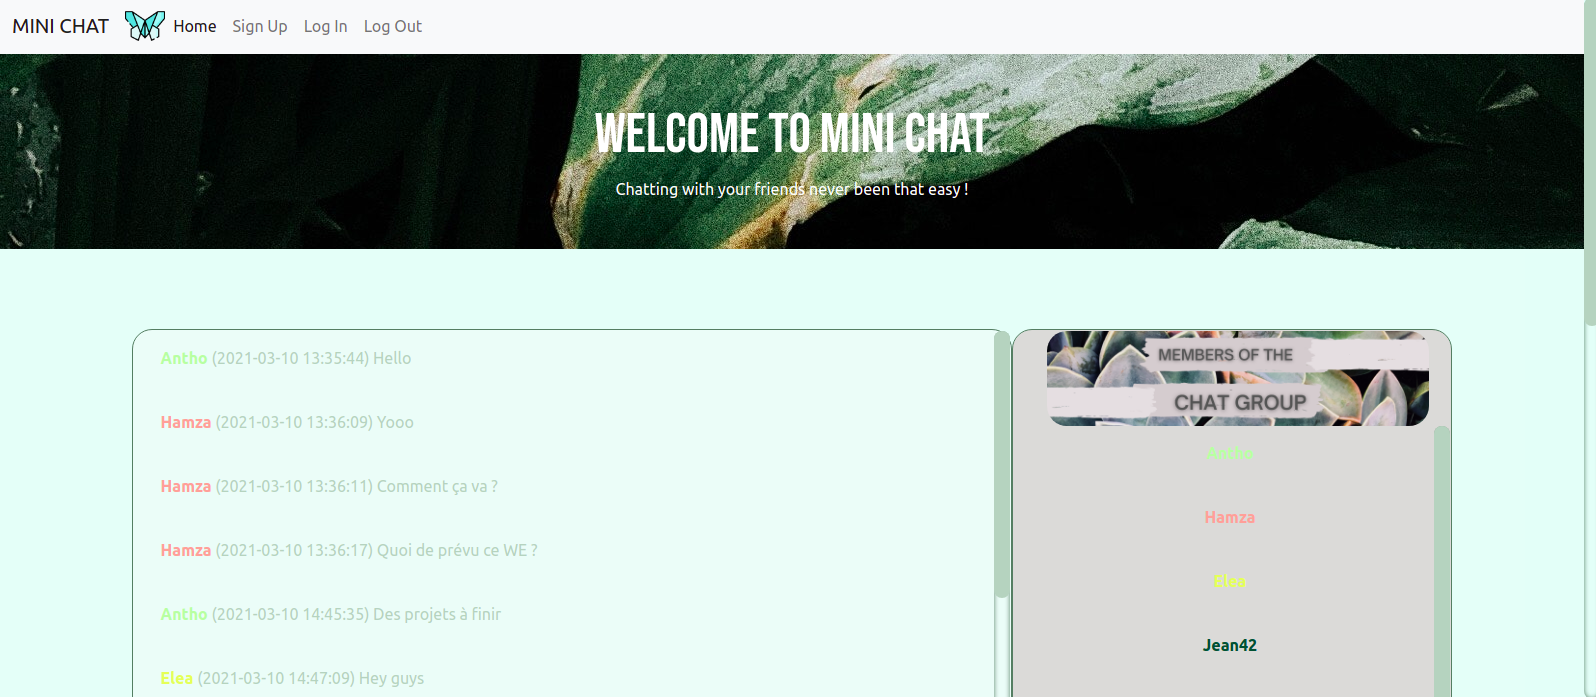 MINI CHAT Home Sign Up Log In Log Out
WELCOME TO MINI CHAT
Chatting with your friends never been that easy !
Antho (2021-03-10 13:35:44) Hello
Hamza (2021-03-10 13:36:09) Yooo
Hamza (2021-03-10 13:36:11) Comment ça va ?
Hamza (2021-03-10 13:36:17) Quoi de prévu ce WE ?
Antho (2021-03-10 14:45:35) Des projets à finir
Elea (2021-03-10 14:47:09) Hey guys
MEMBERS OF THE
CHAT GROUP
Antho
Hamza
Elea
Jean42